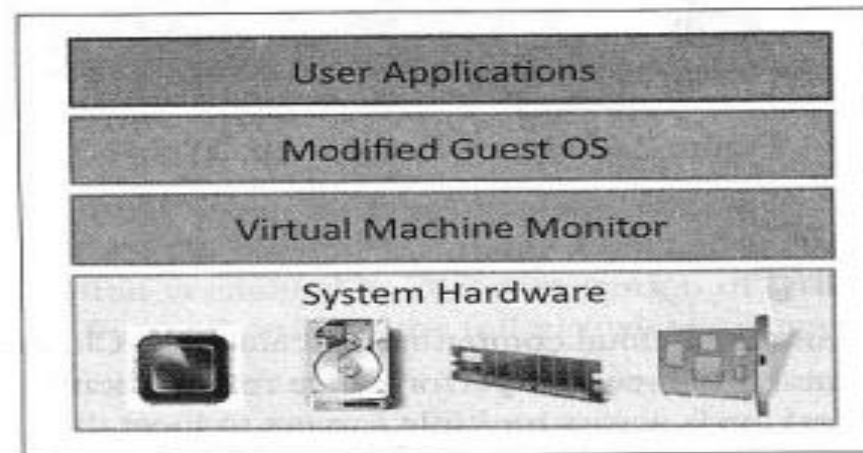 User Applications
Modified Guest OS
Virtual Machine Monitor
System Hardware